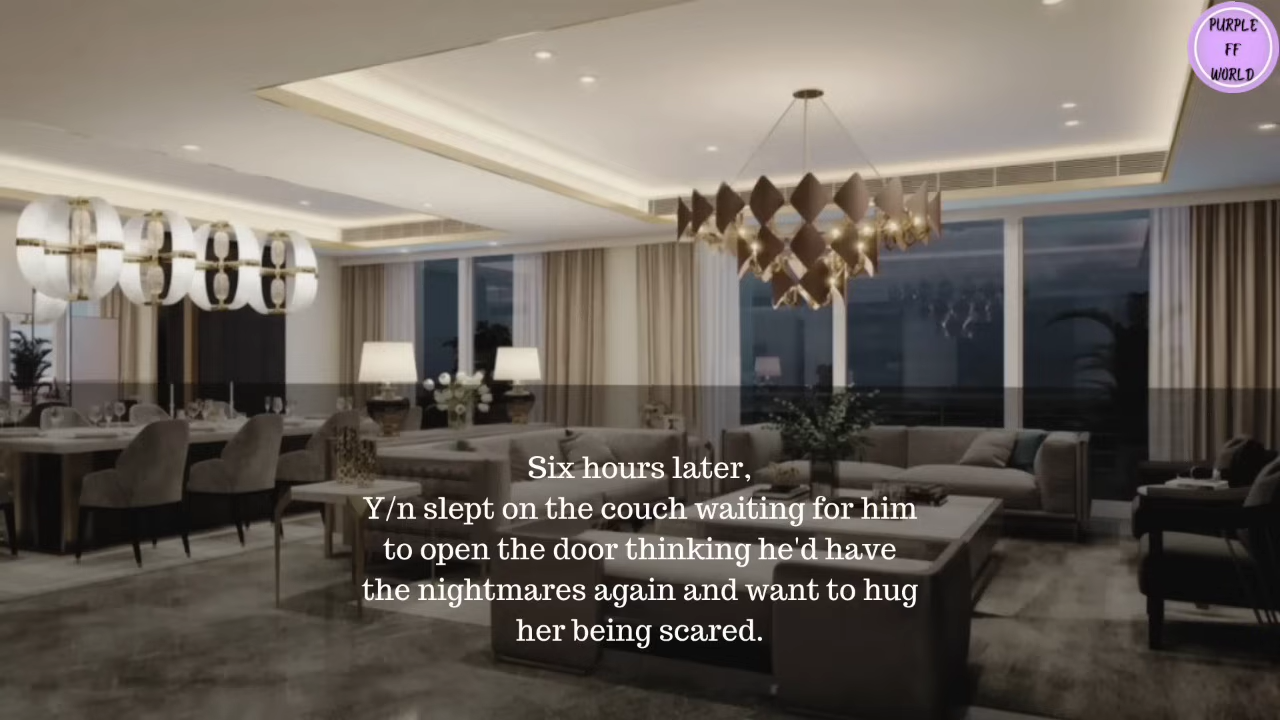 PURPLE
FF
WORLD
Six hours later,
Y/n slept on the couch waiting for him
to open the door thinking he'd have
the nightmares again and want to hug
her being scared.